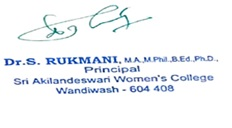 Dr.S. RUKMANI, M.A.,M.Phil.,B.Ed.,Ph.D.,
Principal
Sri Akilandeswari Women's College
Wandiwash - 604 408